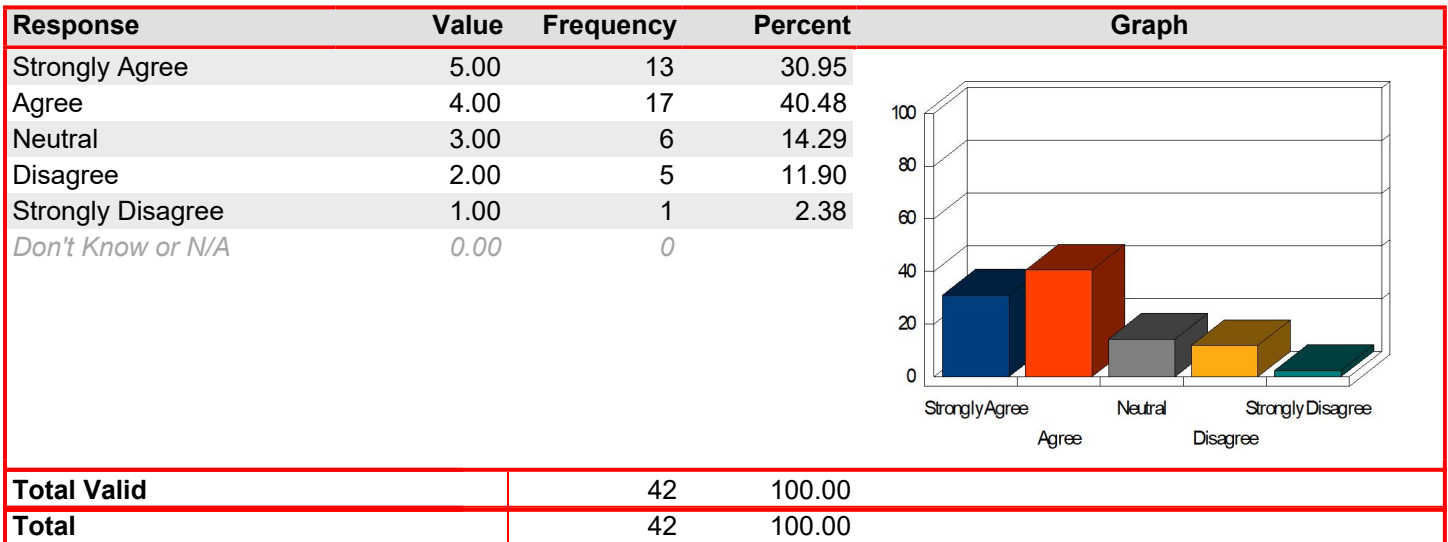 Response Value Frequency Percent Graph
Strongly Agree 5.00 13 30.95
Agree 4.00 17 40.48
Neutral 3.00 6 14.29
Disagree 2.00 5 11.90
Strongly Disagree 1.00 1 2.38
Don't Know or N/A 0.00 0
100
80
60
40
20
0
Strongly Agree Neutral Strongly Disagree
Agree Disagree
Total Valid 42 100.00
Total 42 100.00